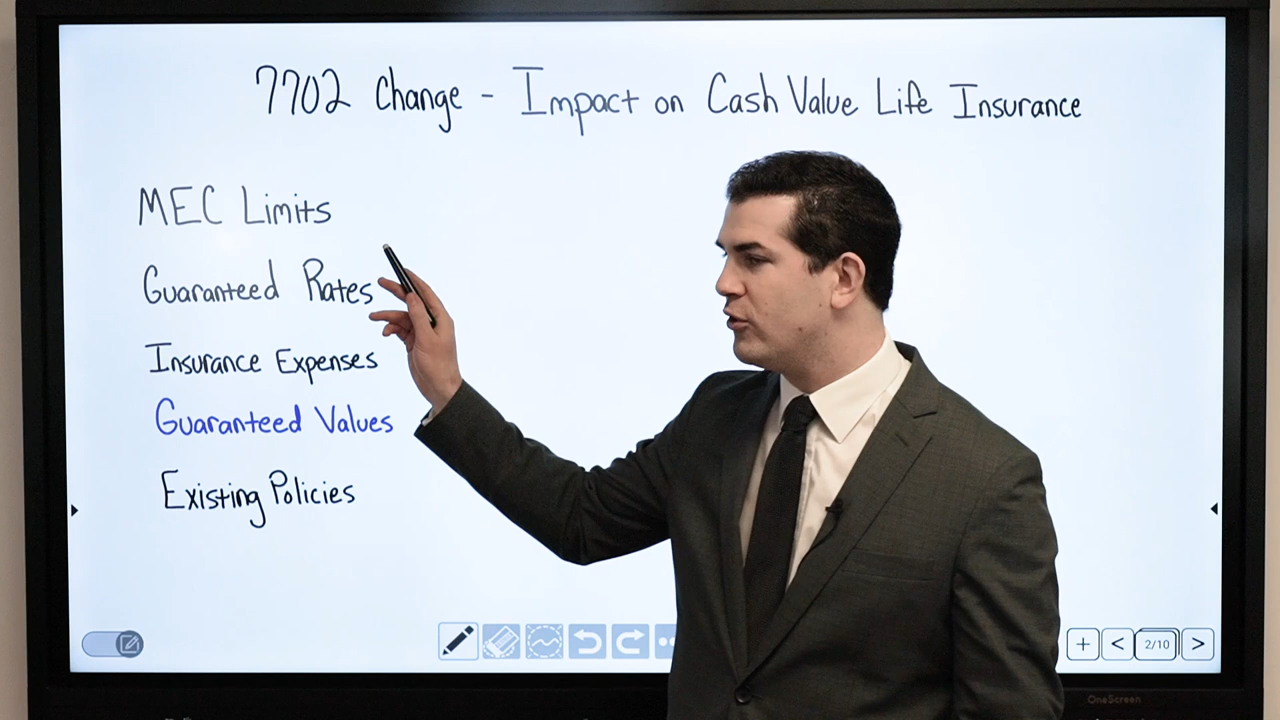 7702 Change - Impact on Cash Value Life Insurance
MEC Limits
Guaranteed Rates
Insurance Expenses
Guaranteed Values
Existing Policies
+ < 2/10 >
OneScreen